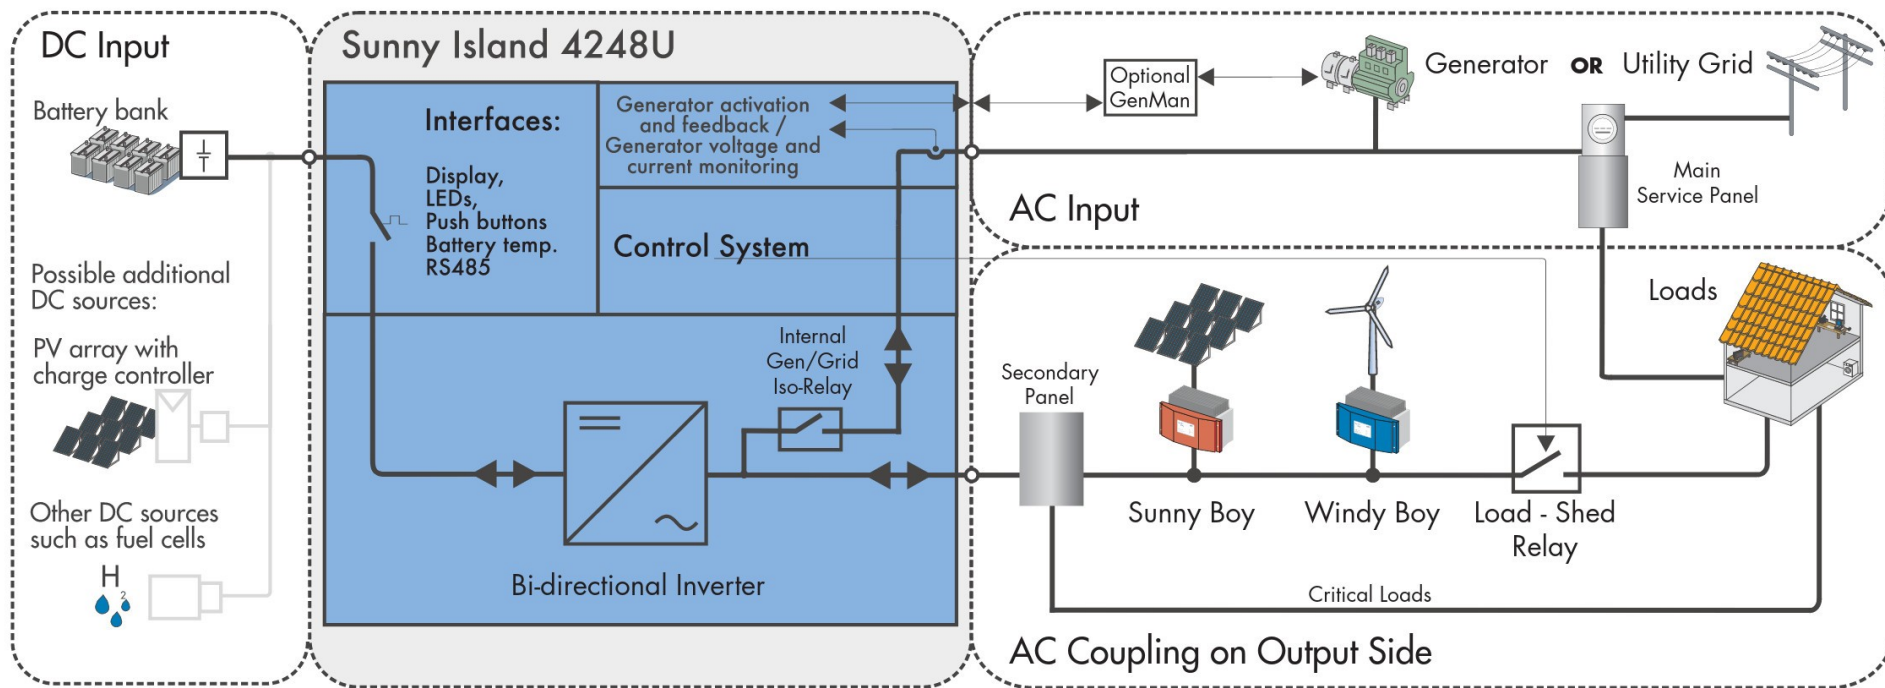 DC Input
Battery bank
Possible additional
DC sources:
PV array with
charge controller
Other DC sources
such as fuel cells
H
2
Sunny Island 4248U
Interfaces:
Display,
LEDs,
Push buttons
Battery temp.
RS485
Generator activation
and feedback /
Generator voltage and
current monitoring
Control System
Internal
Gen/Grid
Iso-Relay
Bi-directional Inverter
Optional
GenMan
Generator OR Utility Grid
Main
Service Panel
AC Input
Loads
Secondary
Panel
Sunny Boy
Windy Boy
Load - Shed
Relay
Critical Loads
AC Coupling on Output Side